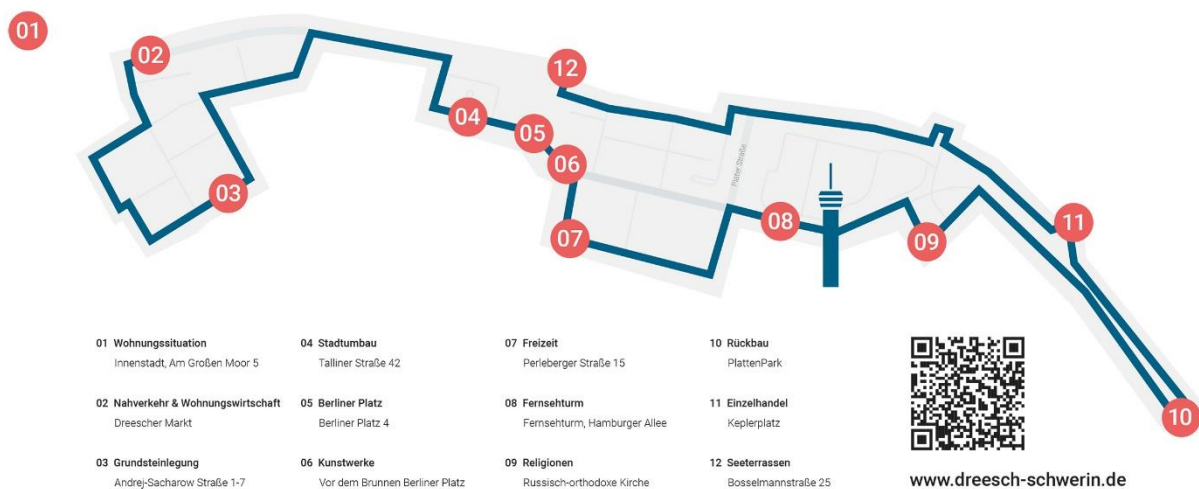 01
02
12
04
05
06
03
Plater Straße
07
08
09
11
10
01 Wohnungssituation
Innenstadt, Am Großen Moor 5
02 Nahverkehr & Wohnungswirtschaft
Dreescher Markt
03 Grundsteinlegung
Andrej-Sacharow Straße 1-7
04 Stadtumbau
Talliner Straße 42
05 Berliner Platz
Berliner Platz 4
06 Kunstwerke
Vor dem Brunnen Berliner Platz
07 Freizeit
Perleberger Straße 15
08 Fernsehturm
Fernsehturm, Hamburger Allee
09 Religionen
Russisch-orthodoxe Kirche
10 Rückbau
PlattenPark
11 Einzelhandel
Keplerplatz
12 Seeterrassen
Bosselmannstraße 25
www.dreesch-schwerin.de